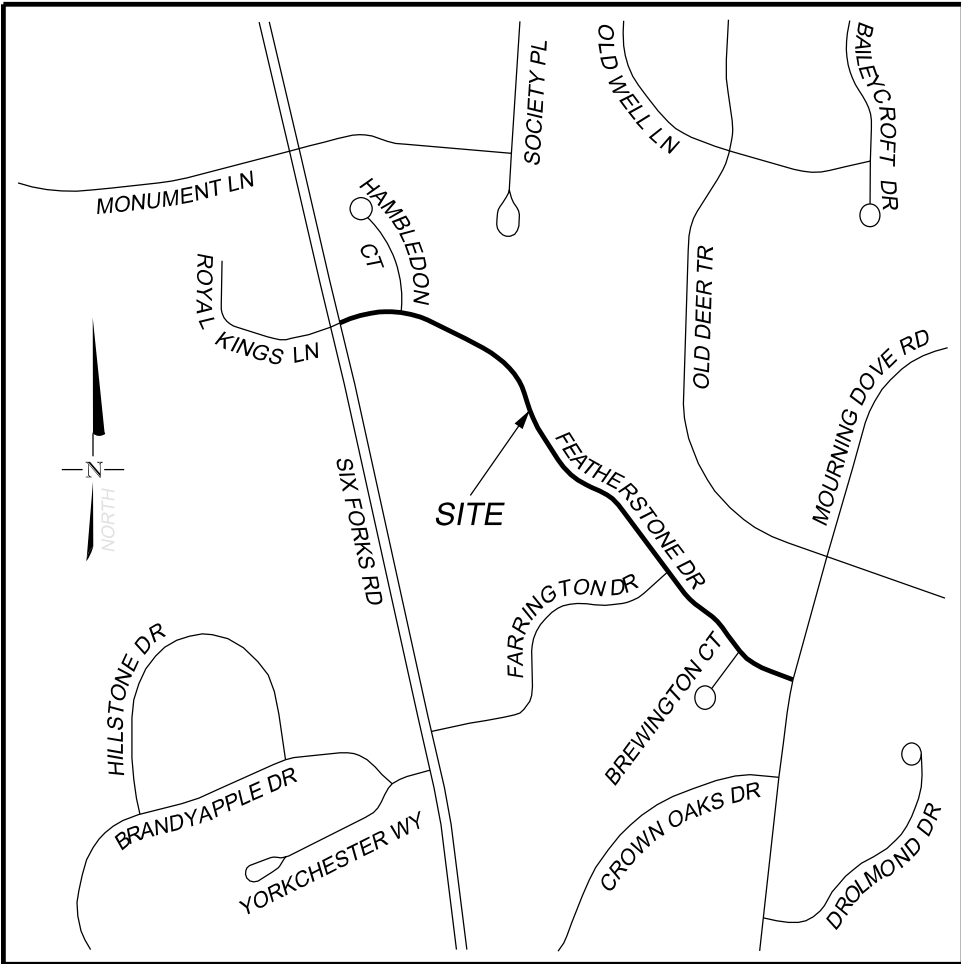 SOCIETY PL
OLD WELL LN
BAILEYCROFT DR
MONUMENT LN
HAMBLEDON
CT
ROYAL
KINGS LN
OLD DEER TR
MOURNING DOVE RD
N
NORTH
SIX FORKS RD
FEATHERSTONE DR
SITE
FARRINGTON DR
HILLSTONE DR
BREWINGTON CT
BRANDYAPPLE DR
YORKCHESTER WY
CROWN OAKS DR
DROLMOND DR